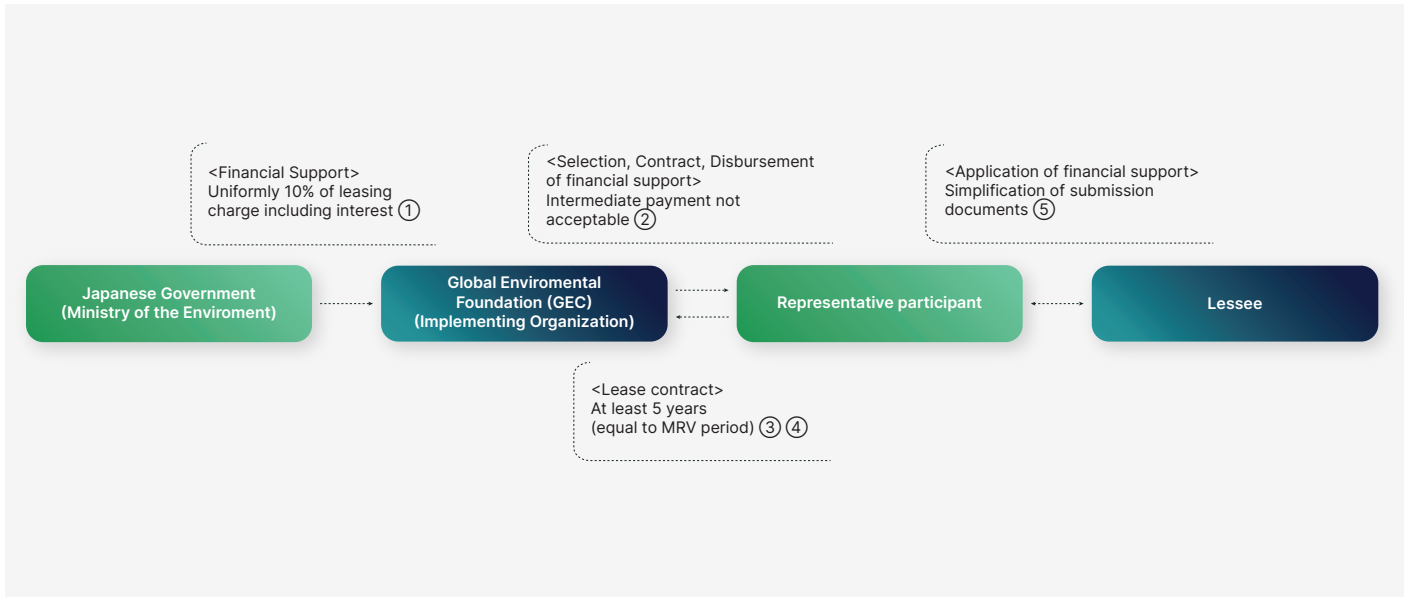 <Financial Support>
Uniformly 10% of leasing
charge including interest ①
<Selection, Contract, Disbursement
of financial support>
Intermediate payment not
acceptable ②
<Application of financial support>
Simplification of submission
documents ⑤
Japanese Government
(Ministry of the Enviroment)
Global Enviromental
Foundation (GEC)
(Implementing Organization)
Representative participant
Lessee
<Lease contract>
At least 5 years
(equal to MRV period) ③ ④